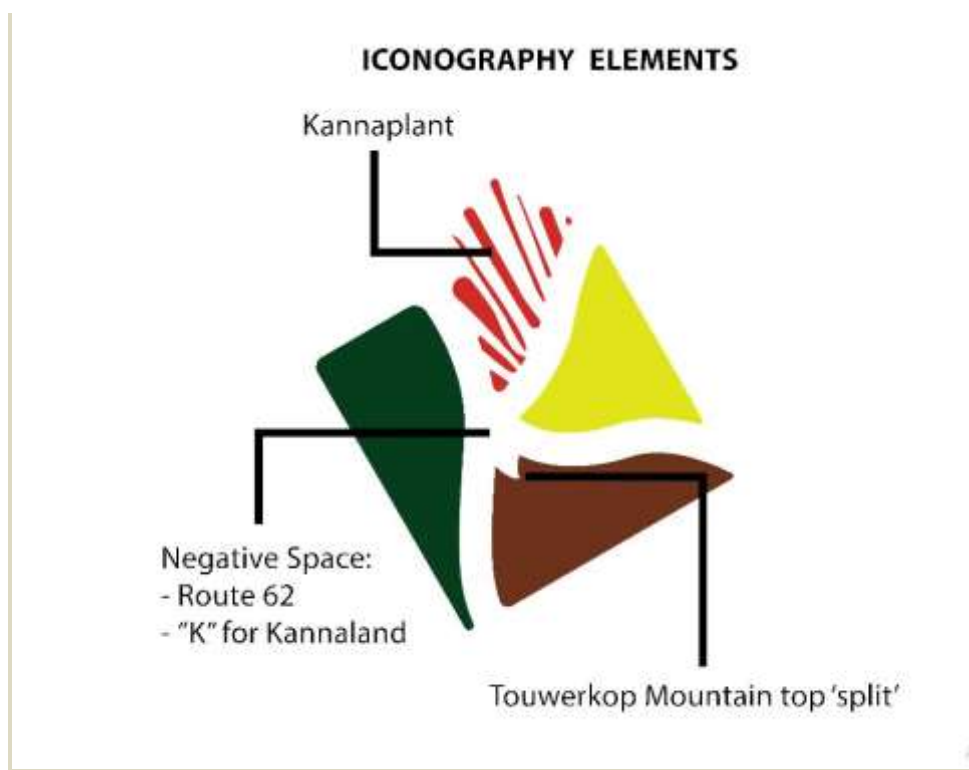 ICONOGRAPHY ELEMENTS
Kannaplant
Negative Space:
- Route 62
- "K" for Kannaland
Touwerkop Mountain top 'split'